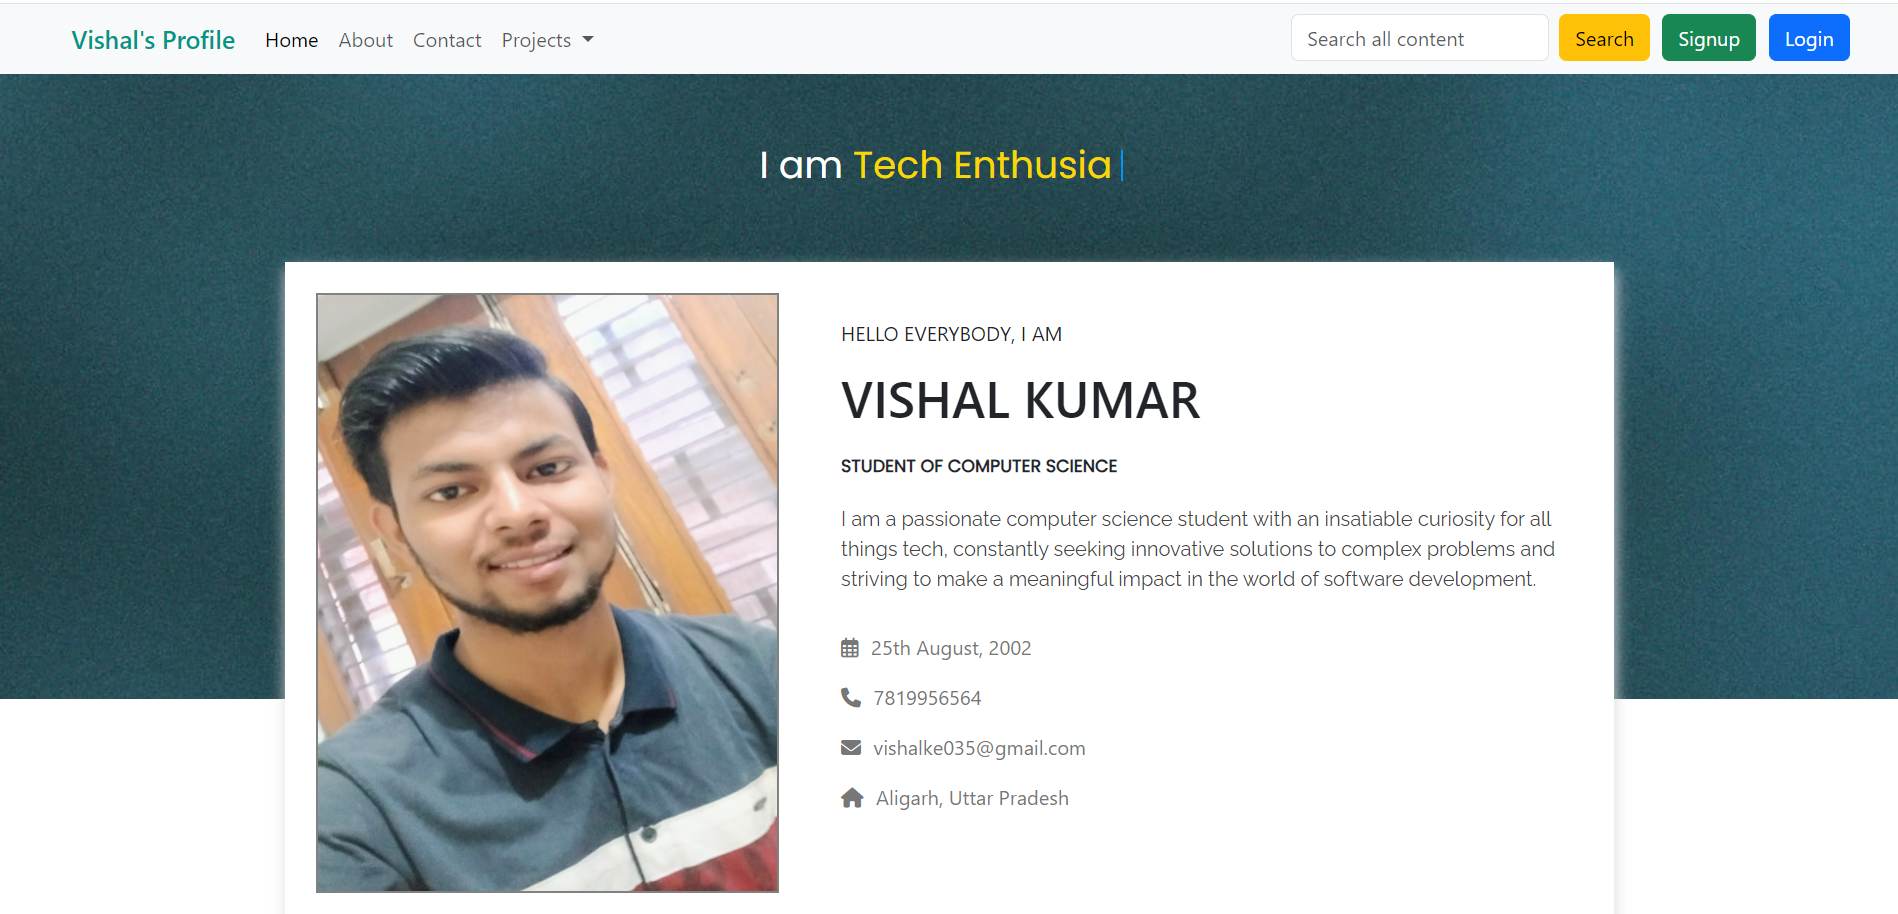 Vishal's Profile Home About Contact Projects Search all content Search Signup Login
I am Tech Enthusia
HELLO EVERYBODY, I AM
VISHAL KUMAR
STUDENT OF COMPUTER SCIENCE
I am a passionate computer science student with an insatiable curiosity for all
things tech, constantly seeking innovative solutions to complex problems and
striving to make a meaningful impact in the world of software development.
25th August, 2002
7819956564
vishalke035@gmail.com
Aligarh, Uttar Pradesh